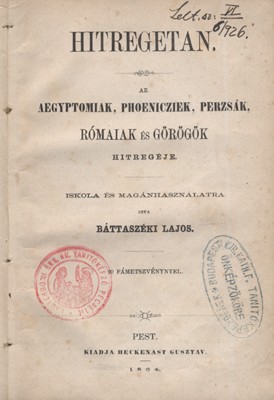 HITREGETAN.
AZ
AEGYPTOMIAK, PHOENICZIEK, PERZSÁK,
RÓMAIAK ÉS GÖRÖGÖK
HITREGÉJE.
ISKOLA ÉS MAGÁNHASZNÁLATRA
IRTA
BÁTTASZÉKI LAJOS.
FAMETSZVÉNYNYEL.
PEST.
KIADJA HECKENAST GUSZTÁV.